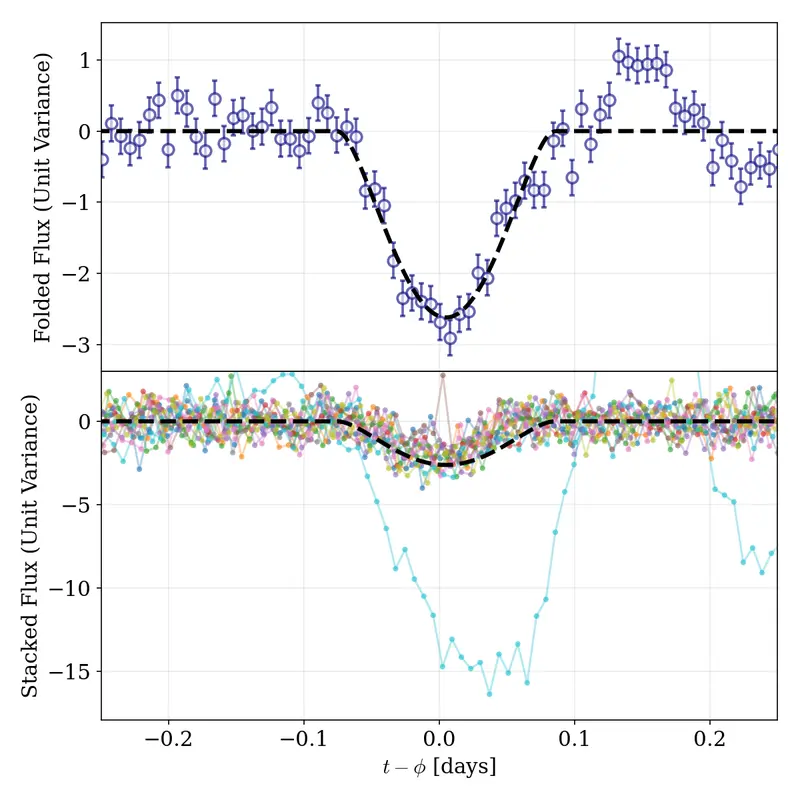 Folded Flux (Unit Variance)
1
0
−1
−2
−3
Stacked Flux (Unit Variance)
0
−5
−10
−15
−0.2 −0.1 0.0 0.1 0.2
t − ϕ [days]